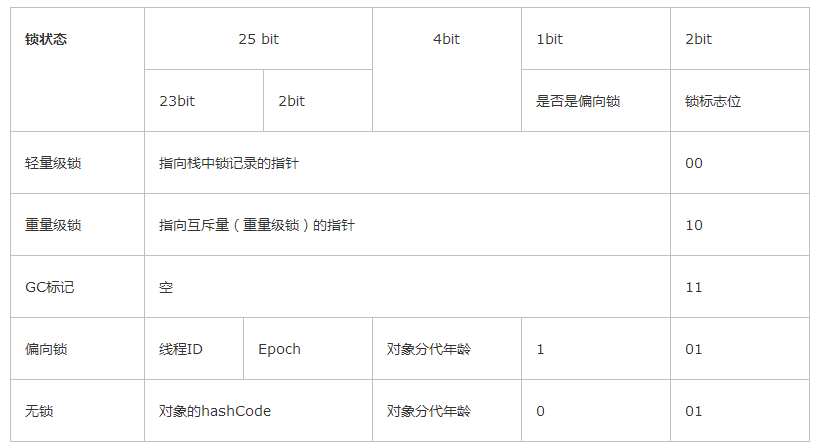 锁状态 25 bit 4bit 1bit 2bit
23bit 2bit 是否是偏向锁 锁标志位
轻量级锁 指向栈中锁记录的指针 00
重量级锁 指向互斥量（重量级锁）的指针 10
GC标记 空 11
偏向锁 线程ID Epoch 对象分代年龄 1 01
无锁 对象的hashCode 对象分代年龄 0 01